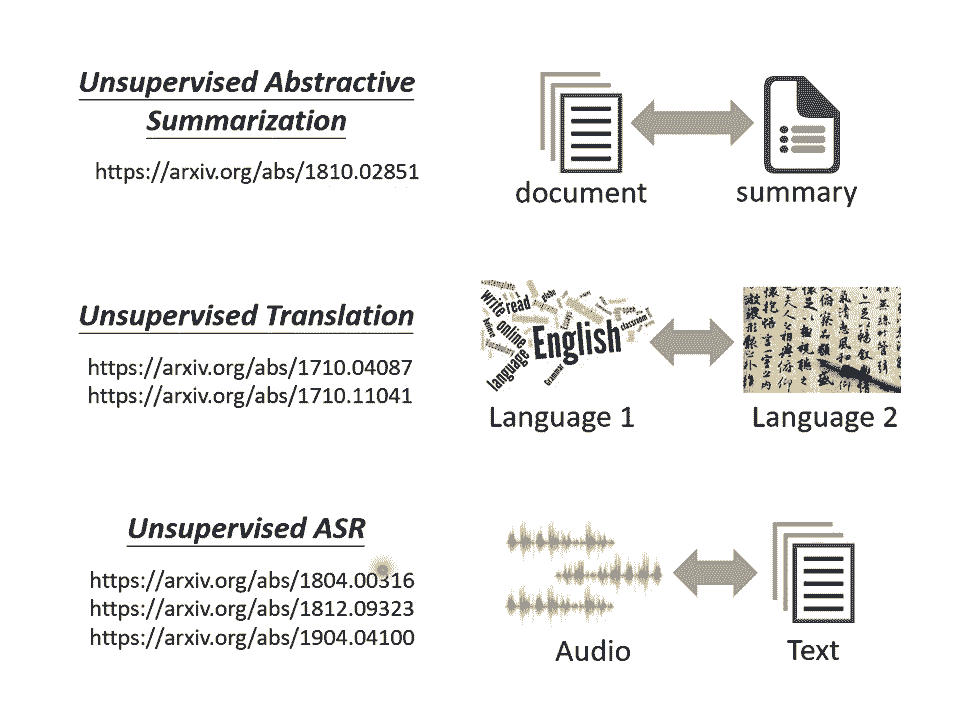 Unsupervised Abstractive
Summarization
https://arxiv.org/abs/1810.02851
document
summary
Unsupervised Translation
https://arxiv.org/abs/1710.04087
https://arxiv.org/abs/1710.11041
write
read
online
language
English
classroom
open
Grammar
Language 1
Language 2
Unsupervised ASR
https://arxiv.org/abs/1804.00316
https://arxiv.org/abs/1812.09323
https://arxiv.org/abs/1904.04100
Audio
Text